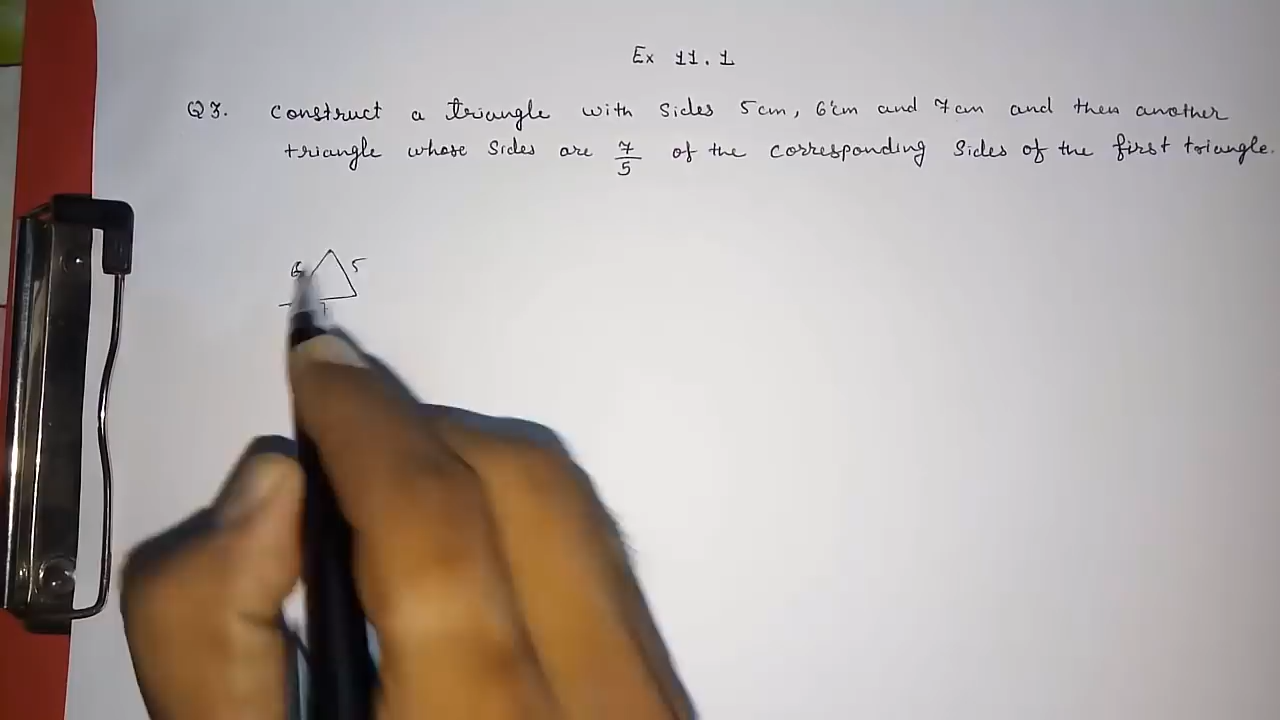 Ex 11.1
Q3. Construct a triangle with sides 5cm, 6cm and 7cm and then another
triangle whose sides are 7/5 of the corresponding sides of the first triangle.
6 5
7